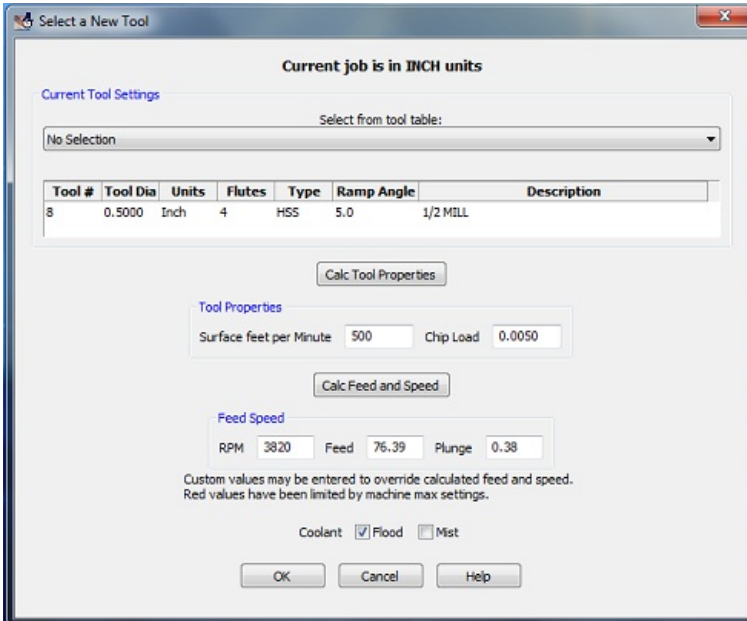 Select a New Tool
Current job is in INCH units
Current Tool Settings
Select from tool table:
No Selection
Tool # Tool Dia Units Flutes Type Ramp Angle Description
8 0.5000 Inch 4 HSS 5.0 1/2 MILL
Calc Tool Properties
Tool Properties
Surface feet per Minute 500 Chip Load 0.0050
Calc Feed and Speed
Feed Speed
RPM 3820 Feed 76.39 Plunge 0.38
Custom values may be entered to override calculated feed and speed.
Red values have been limited by machine max settings.
Coolant Flood Mist
OK Cancel Help